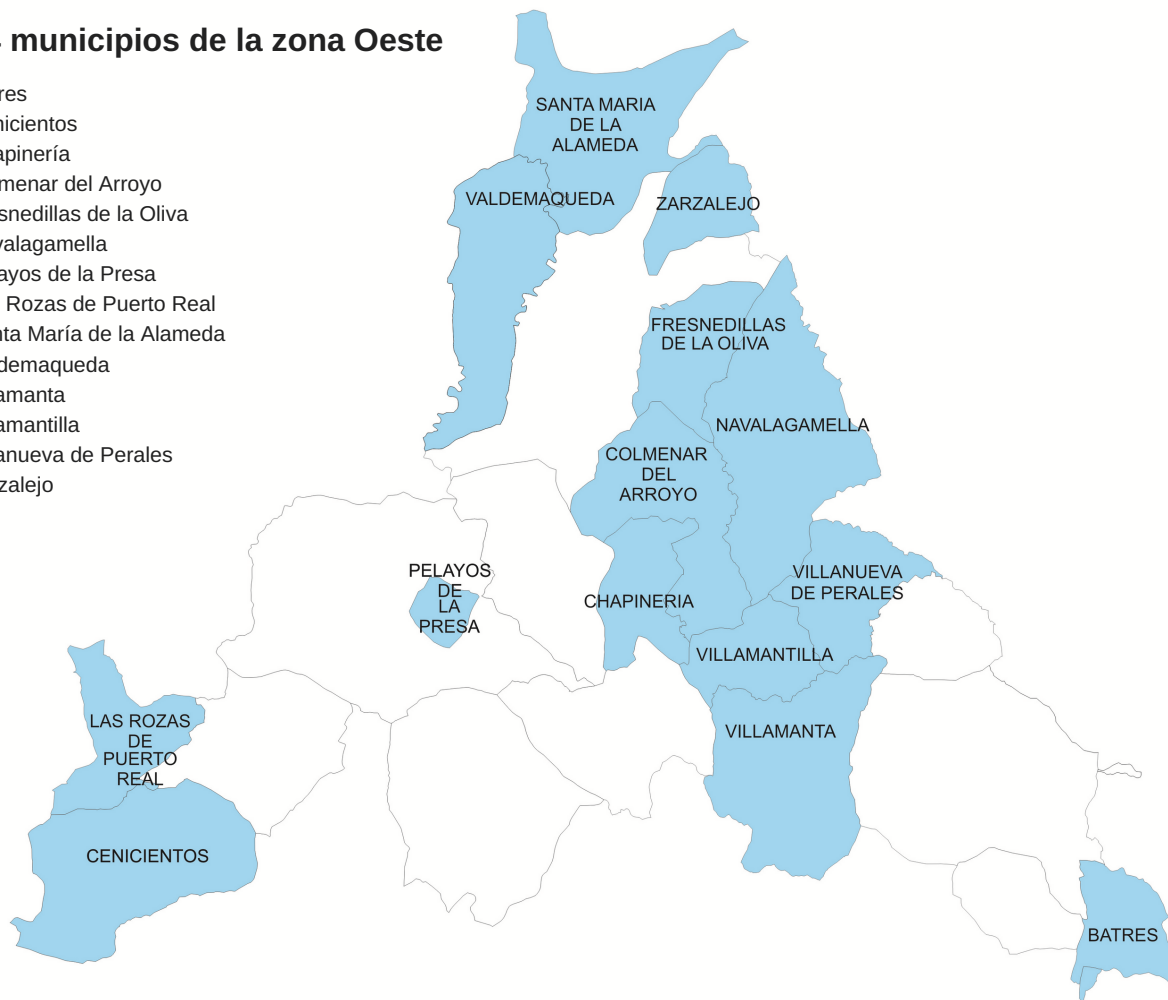 municipios de la zona Oeste
res
icientos
apinería
menar del Arroyo
snedillas de la Oliva
valagamella
ayos de la Presa
Rozas de Puerto Real
nta María de la Alameda
demaqueda
amanta
amantilla
anueva de Perales
zalejo
SANTA MARIA
DE LA
ALAMEDA
VALDEMAQUEDA
ZARZALEJO
FRESNEDILLAS
DE LA OLIVA
NAVALAGAMELLA
COLMENAR
DEL
ARROYO
PELAYOS
DE
LA
PRESA
CHAPINERIA
VILLANUEVA
DE PERALES
VILLAMANTILLA
VILLAMANTA
LAS ROZAS
DE
PUERTO
REAL
CENICIENTOS
BATRES